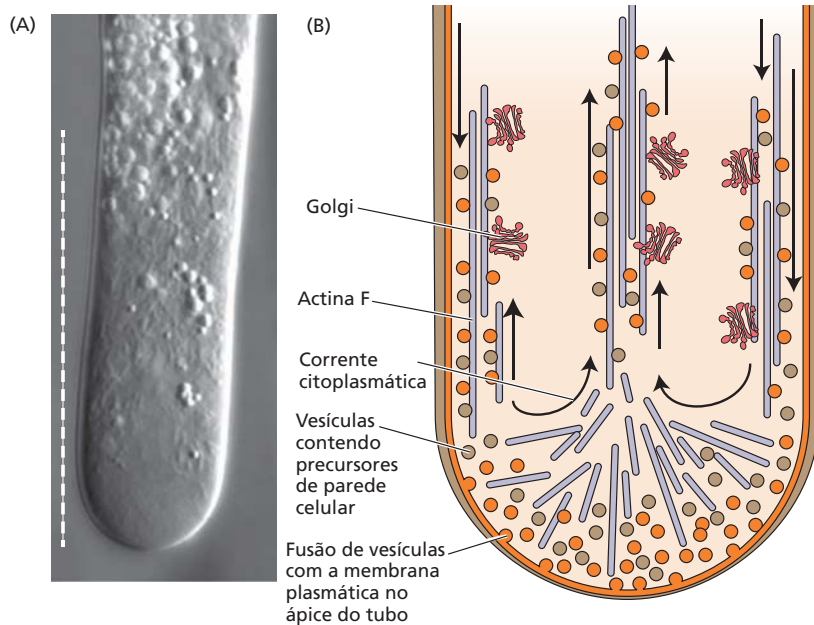 (A)
(B)
Golgi
Actina F
Corrente
citoplasmática
Vesículas
contendo
precursores
de parede
celular
Fusão de vesículas
com a membrana
plasmática no
ápice do tubo